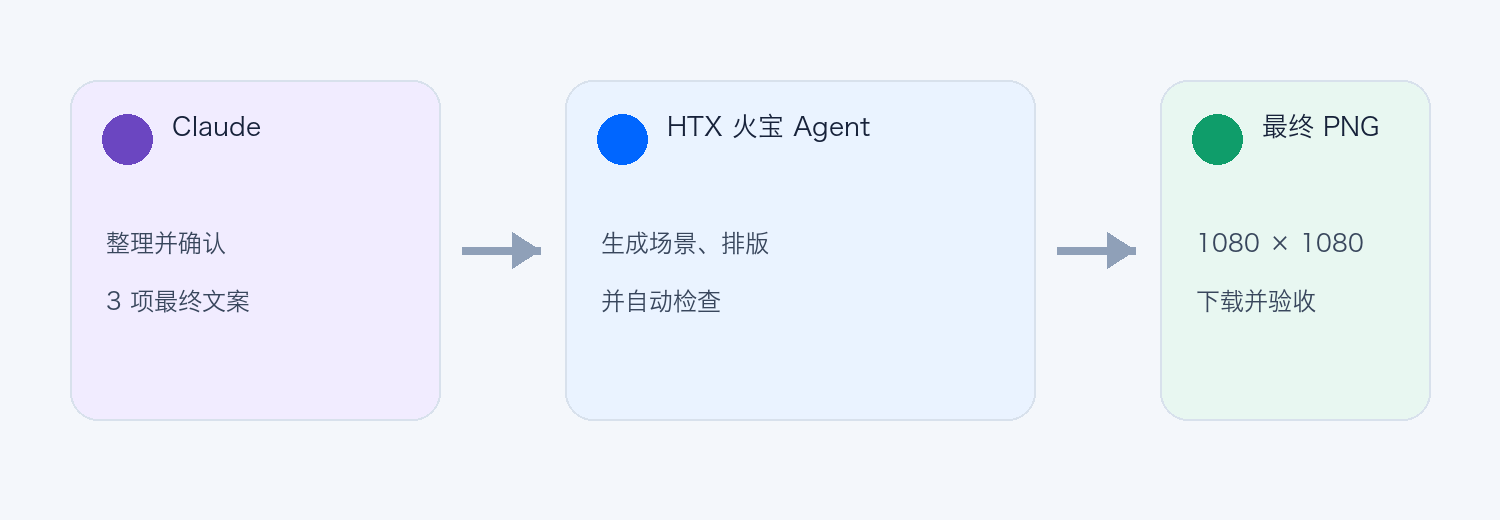 Claude
整理并确认
3 项最终文案
HTX 火宝 Agent
生成场景、排版
并自动检查
最终 PNG
1080 × 1080
下载并验收